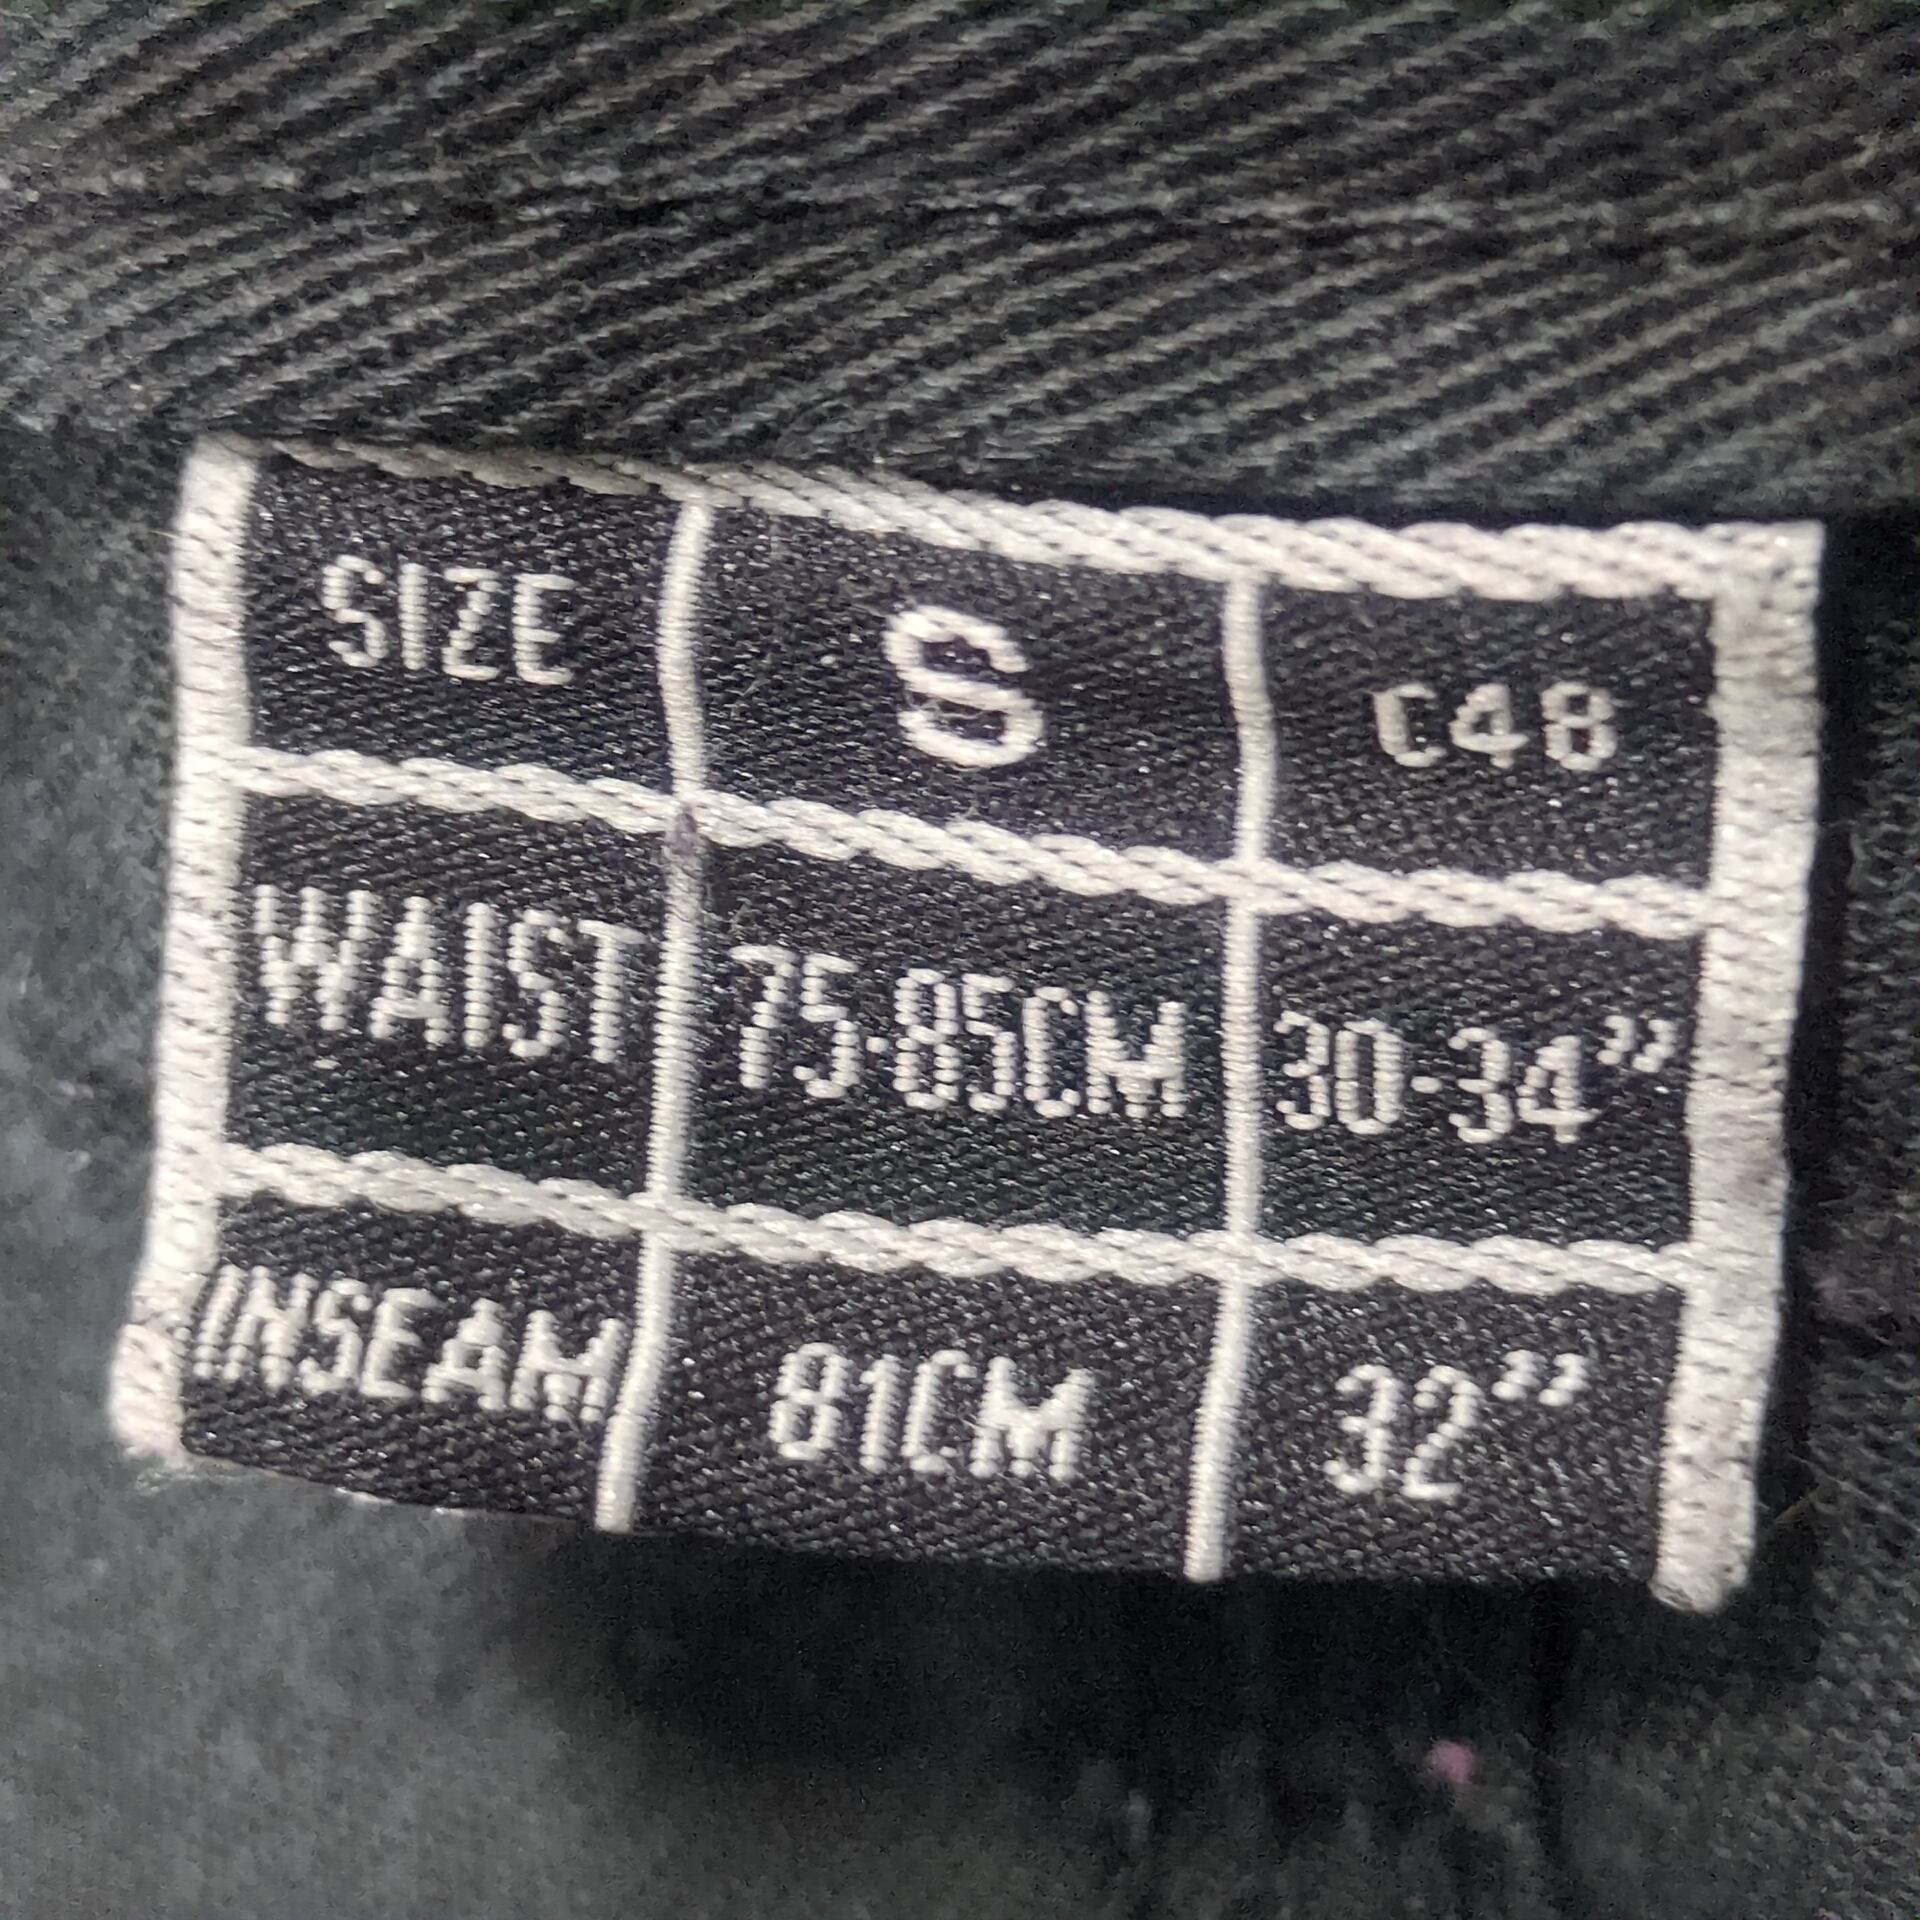 SIZE S C48
WAIST 75-85CM 30-34”
INSEAM 81CM 32”